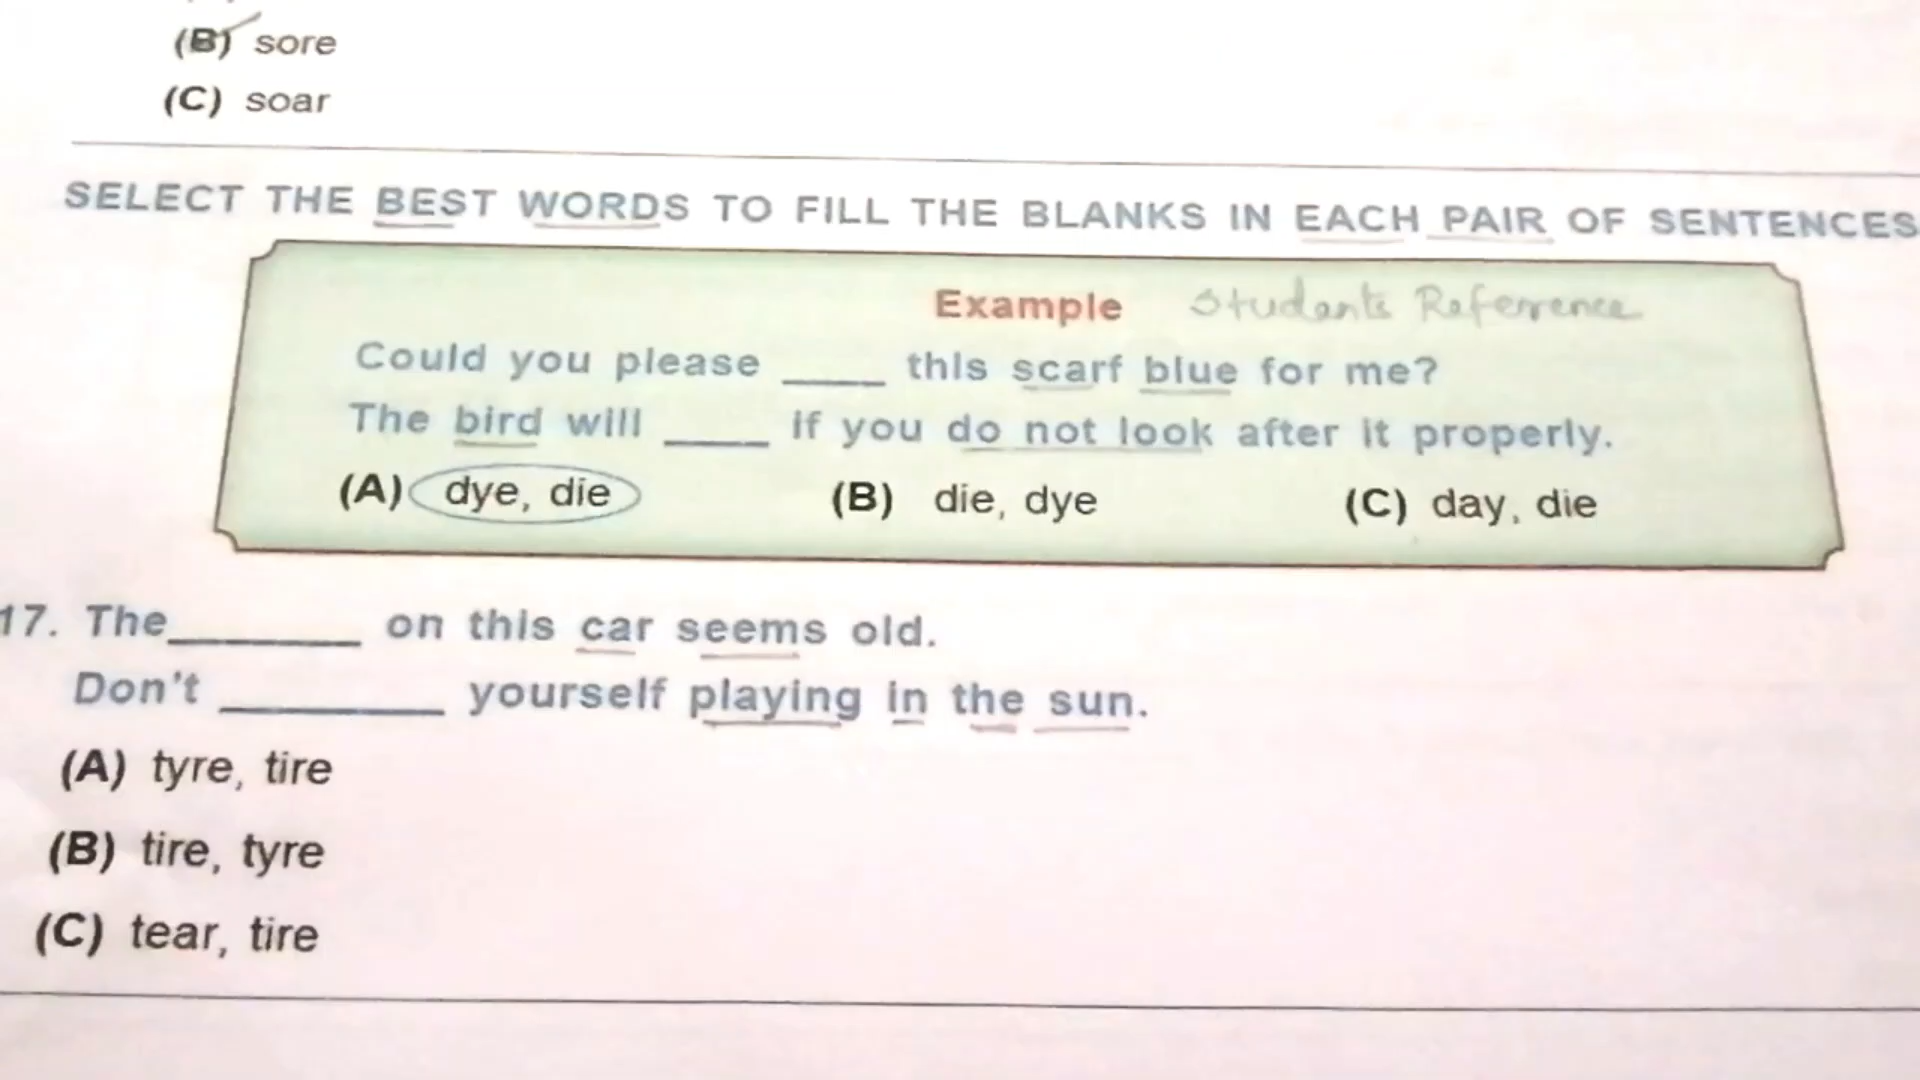 (B) sore
(C) soar
SELECT THE BEST WORDS TO FILL THE BLANKS IN EACH PAIR OF SENTENCES
Example Students Reference
Could you please ____ this scarf blue for me?
The bird will ____ if you do not look after it properly.
(A) dye, die (B) die, dye (C) day, die
17. The________ on this car seems old.
Don't _________ yourself playing in the sun.
(A) tyre, tire
(B) tire, tyre
(C) tear, tire